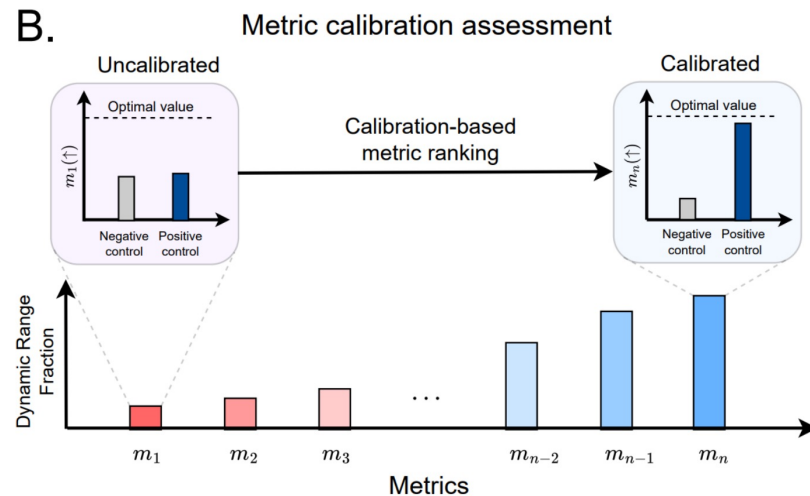 B.
Metric calibration assessment
Uncalibrated
Calibrated
Optimal value
m₁(↑)
Negative
control
Positive
control
Calibration-based
metric ranking
Optimal value
mₙ(↑)
Negative
control
Positive
control
Dynamic Range
Fraction
...
m₁
m₂
m₃
mₙ₋₂
mₙ₋₁
mₙ
Metrics